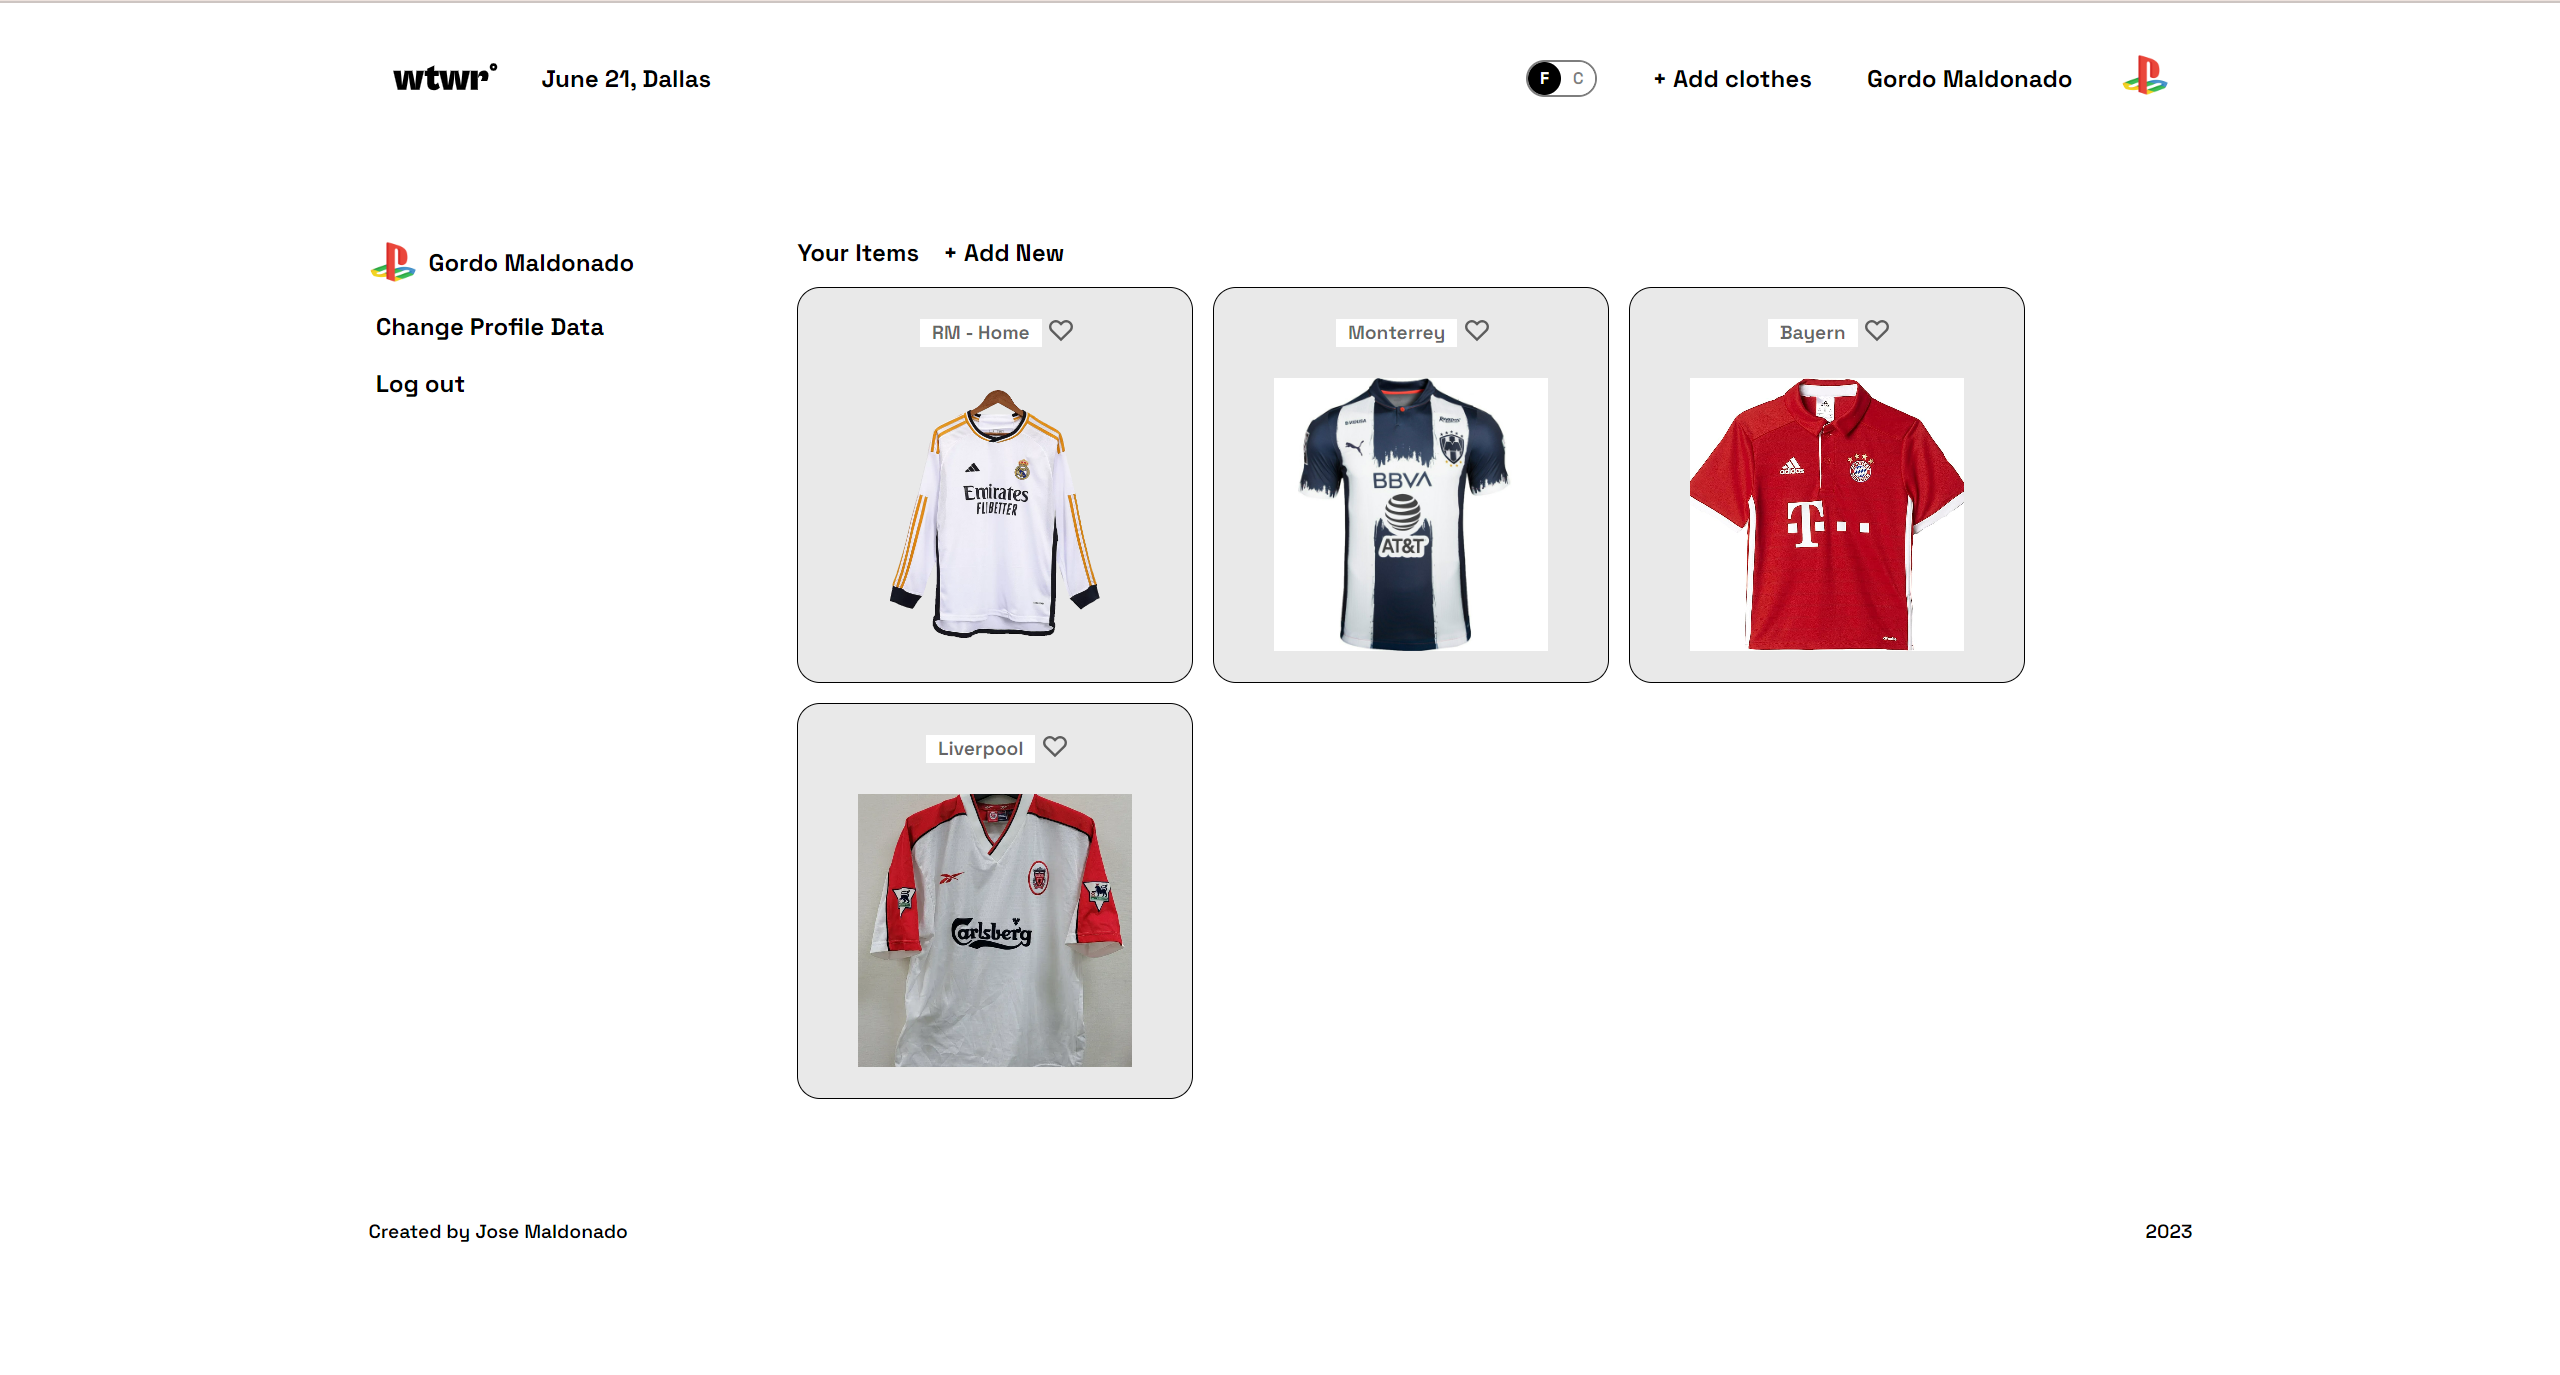 wtwr° June 21, Dallas F C + Add clothes Gordo Maldonado
Gordo Maldonado
Change Profile Data
Log out
Your Items + Add New
RM - Home
Emirates
FLY BETTER
Monterrey
BBVA
AT&T
Bayern
adidas
T
Liverpool
Carlsberg
Created by Jose Maldonado 2023